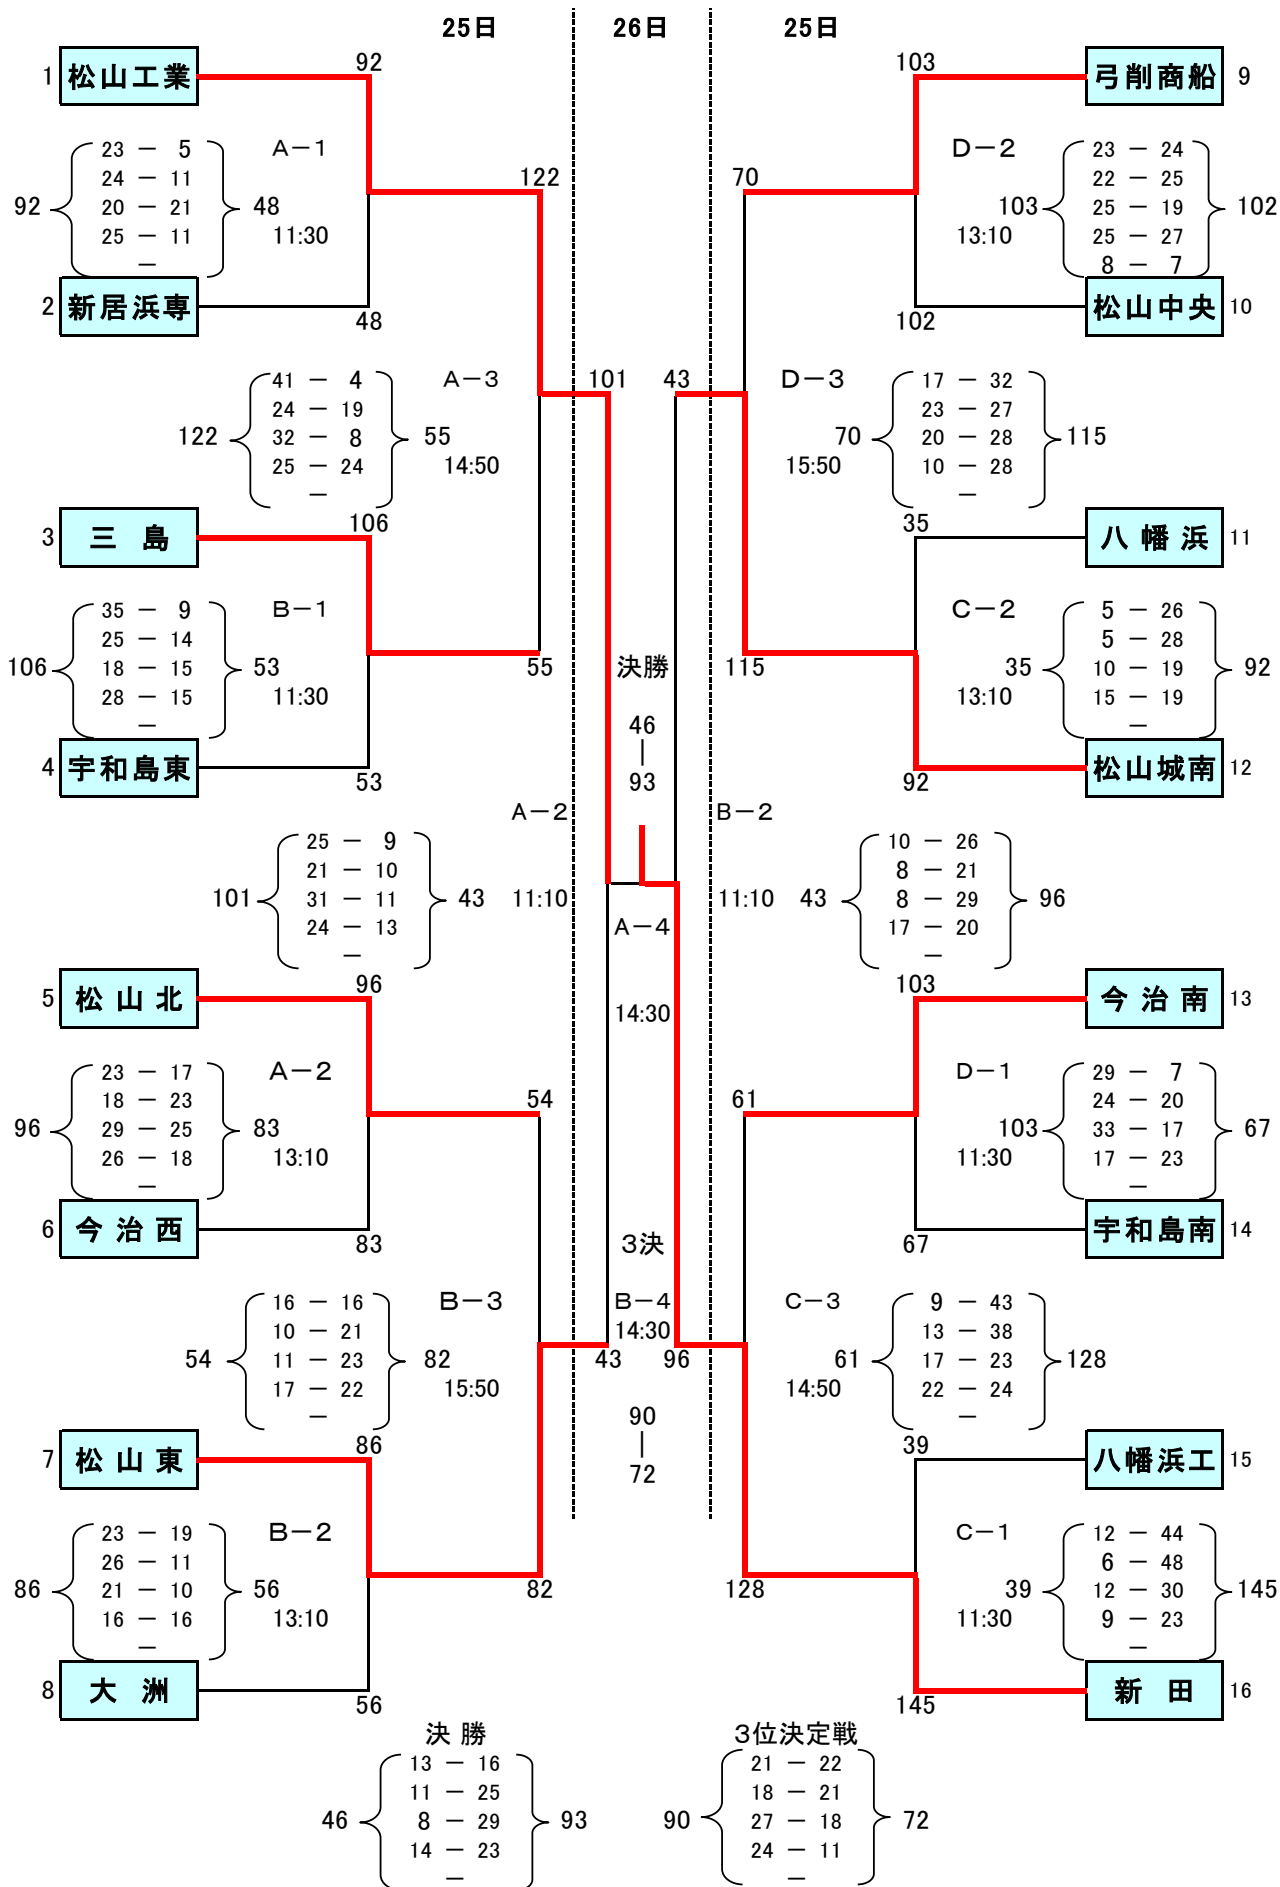 25日 26日 25日
92 103
1 松山工業 弓削商船 9
23 － 5 A－1 D－2 23 － 24
24 － 11 122 70 22 － 25
92 20 － 21 48 103 25 － 19 102
25 － 11 11:30 13:10 25 － 27
－ 8 － 7
2 新居浜専 松山中央 10
48 102
41 － 4 A－3 101 43 D－3 17 － 32
24 － 19 23 － 27
122 32 － 8 55 70 20 － 28 115
25 － 24 14:50 15:50 10 － 28
－ －
106 35
3 三島 八幡浜 11
35 － 9 B－1 C－2 5 － 26
25 － 14 5 － 28
106 18 － 15 53 55 決勝 115 35 10 － 19 92
28 － 15 11:30 13:10 15 － 19
－ 46 －
｜
4 宇和島東 松山城南 12
53 93 92
A－2 B－2
25 － 9 10 － 26
21 － 10 8 － 21
101 31 － 11 43 11:10 11:10 43 8 － 29 96
24 － 13 A－4 17 － 20
－ －
96 103
5 松山北 今治南 13
14:30
23 － 17 A－2 D－1 29 － 7
18 － 23 54 61 24 － 20
96 29 － 25 83 103 33 － 17 67
26 － 18 13:10 11:30 17 － 23
－ －
6 今治西 宇和島南 14
83 3決 67
16 － 16 B－3 B－4 C－3 9 － 43
10 － 21 14:30 13 － 38
54 11 － 23 82 43 96 61 17 － 23 128
17 － 22 15:50 14:50 22 － 24
－ 90 －
86 ｜ 39
7 松山東 72 八幡浜工 15
23 － 19 B－2 C－1 12 － 44
26 － 11 6 － 48
86 21 － 10 56 82 128 39 12 － 30 145
16 － 16 13:10 11:30 9 － 23
－ －
8 大洲 新田 16
56 145
決勝 3位決定戦
13 － 16 21 － 22
11 － 25 18 － 21
46 8 － 29 93 90 27 － 18 72
14 － 23 24 － 11
－ －